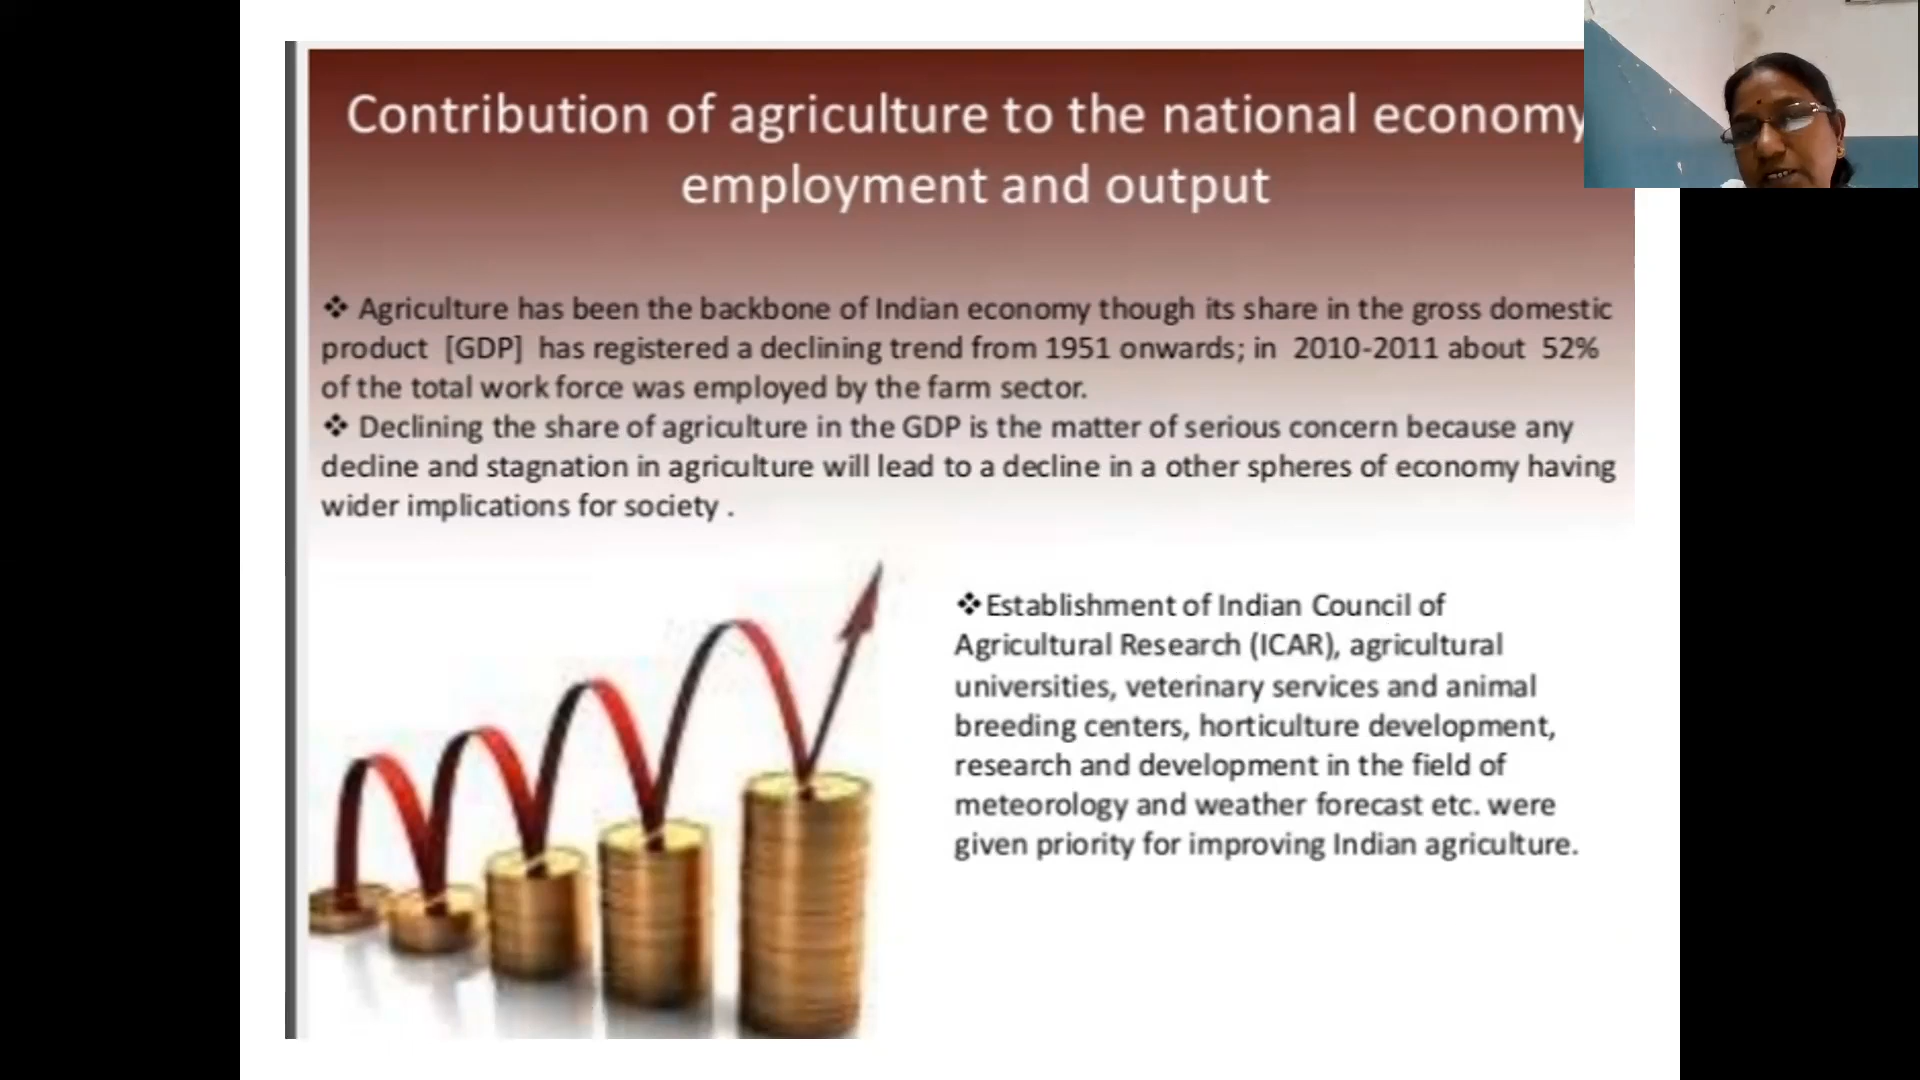 Contribution of agriculture to the national economy
employment and output
❖ Agriculture has been the backbone of Indian economy though its share in the gross domestic
product [GDP] has registered a declining trend from 1951 onwards; in 2010-2011 about 52%
of the total work force was employed by the farm sector.
❖ Declining the share of agriculture in the GDP is the matter of serious concern because any
decline and stagnation in agriculture will lead to a decline in a other spheres of economy having
wider implications for society .
❖Establishment of Indian Council of
Agricultural Research (ICAR), agricultural
universities, veterinary services and animal
breeding centers, horticulture development,
research and development in the field of
meteorology and weather forecast etc. were
given priority for improving Indian agriculture.